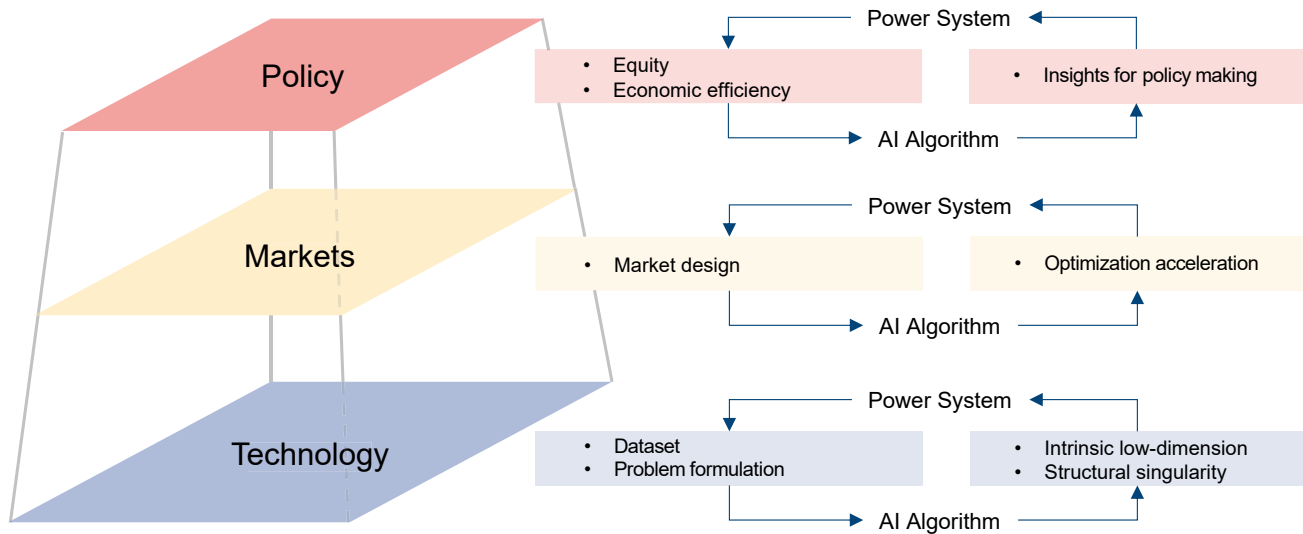 Policy
Power System
• Equity
• Economic efficiency
• Insights for policy making
AI Algorithm
Markets
Power System
• Market design
• Optimization acceleration
AI Algorithm
Technology
Power System
• Dataset
• Problem formulation
• Intrinsic low-dimension
• Structural singularity
AI Algorithm